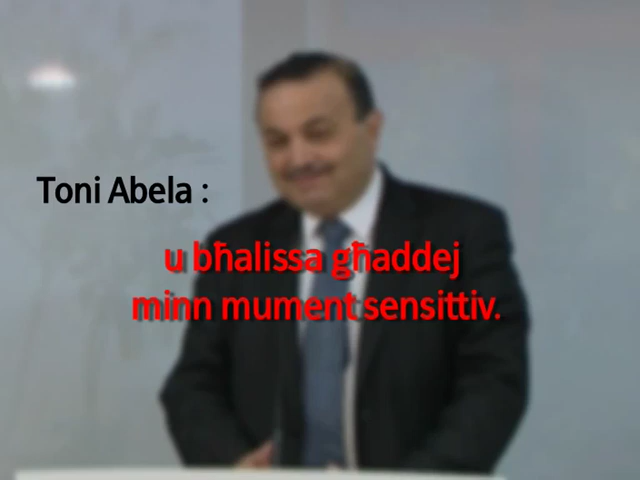 Toni Abela :
u bħalissa għaddej
minn mument sensittiv.